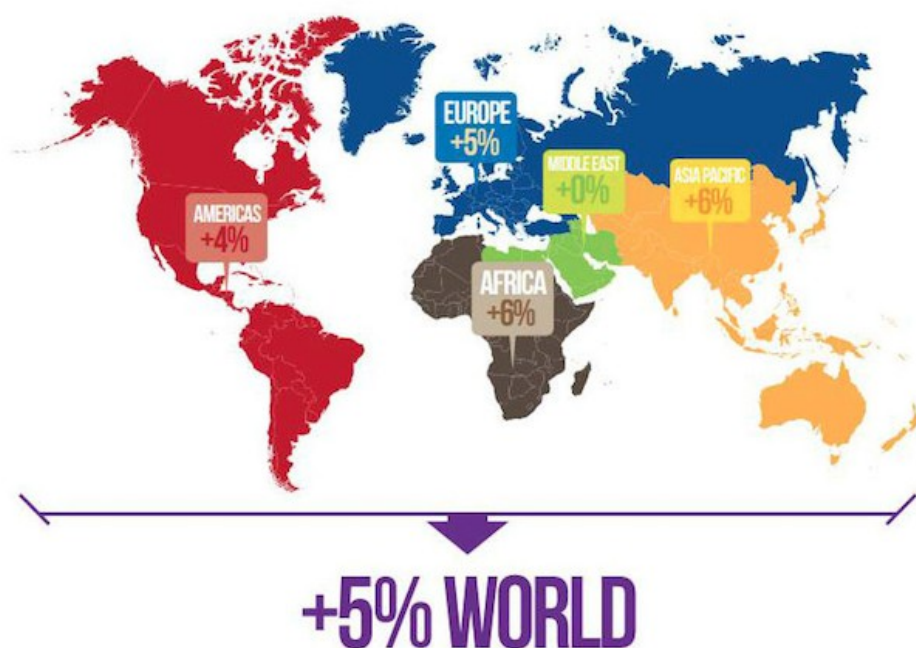 EUROPE
+5%
MIDDLE EAST
+0%
ASIA PACIFIC
+6%
AMERICAS
+4%
AFRICA
+6%
+5% WORLD